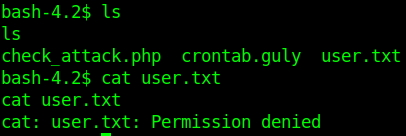 bash-4.2$ ls
ls
check_attack.php  crontab.guly  user.txt
bash-4.2$ cat user.txt
cat user.txt
cat: user.txt: Permission denied